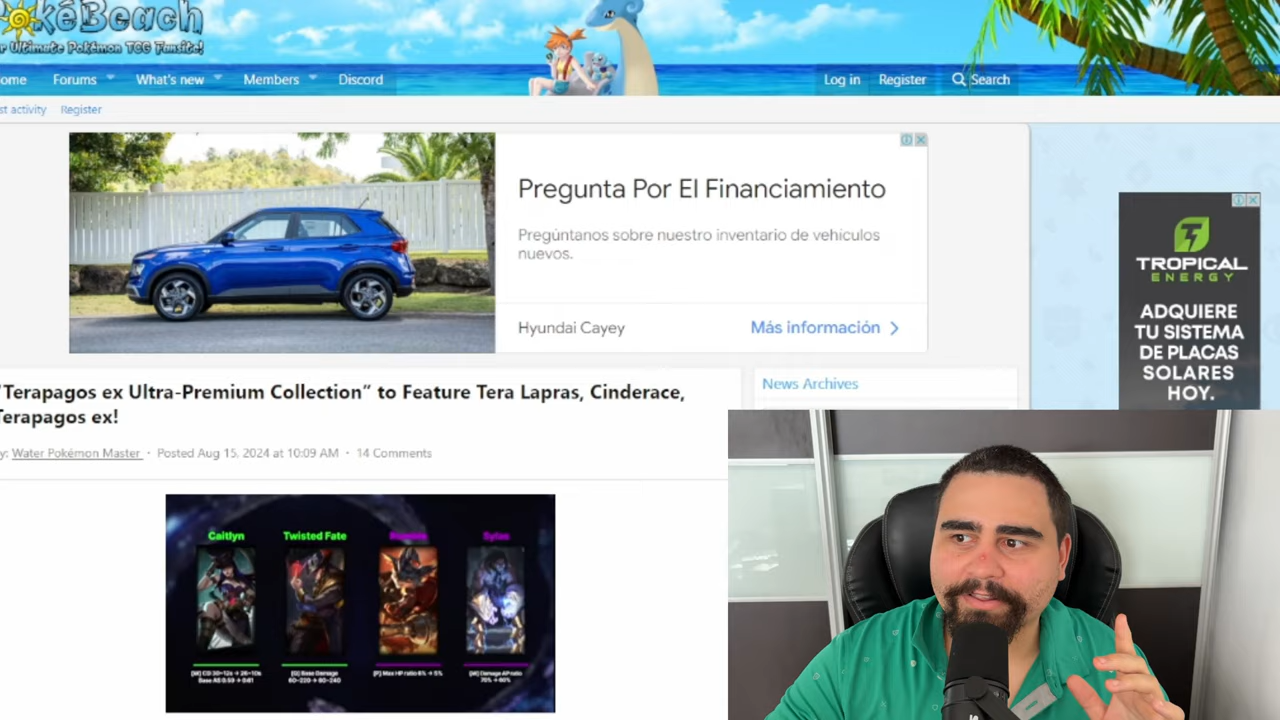 okéBeach
r Ultimate Pokémon TCG Fansite!
ome Forums What's new Members Discord Log in Register Search
st activity Register
Pregunta Por El Financiamiento
Pregúntanos sobre nuestro inventario de vehículos
nuevos.
Hyundai Cayey Más información
TROPICAL
ENERGY
ADQUIERE
TU SISTEMA
DE PLACAS
SOLARES
HOY.
"Terapagos ex Ultra-Premium Collection" to Feature Tera Lapras, Cinderace,
Terapagos ex!
y: Water Pokémon Master · Posted Aug 15, 2024 at 10:09 AM · 14 Comments
News Archives
Caitlyn Twisted Fate Sylas